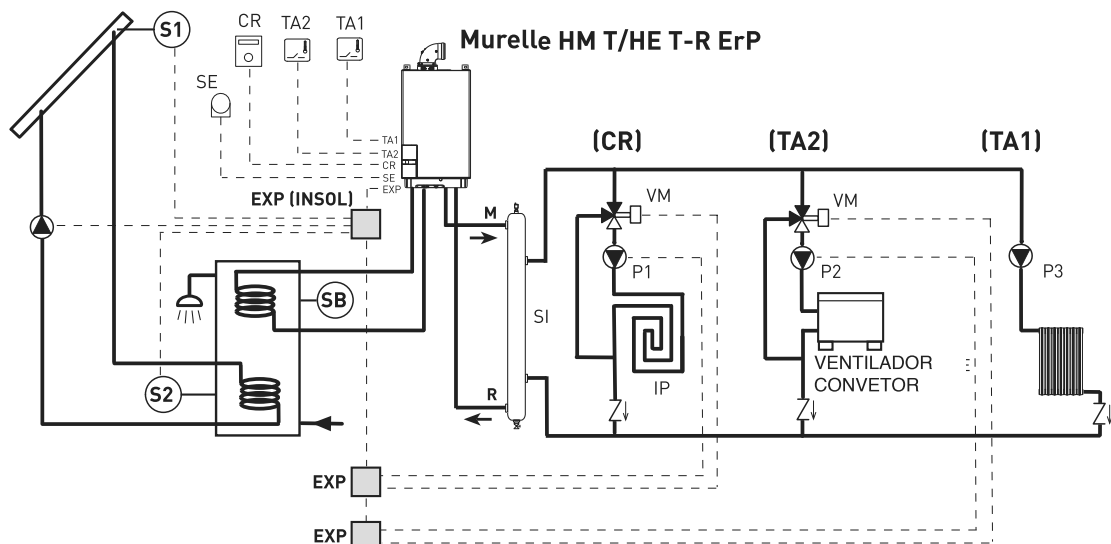 S1
CR
TA2
TA1
Murelle HM T/HE T-R ErP
SE
TA1
TA2
CR
SE
EXP
(CR)
(TA2)
(TA1)
EXP (INSOL)
M
VM
VM
P1
P2
P3
SB
SI
S2
IP
VENTILADOR
CONVETOR
R
EXP
EXP